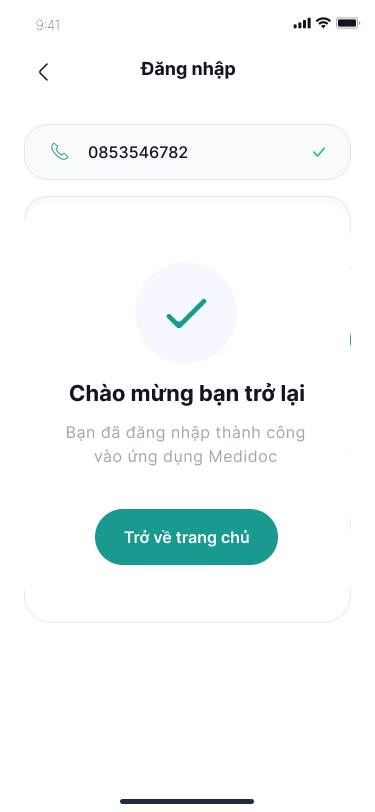 9:41
Đăng nhập
0853546782
Chào mừng bạn trở lại
Bạn đã đăng nhập thành công
vào ứng dụng Medidoc
Trở về trang chủ